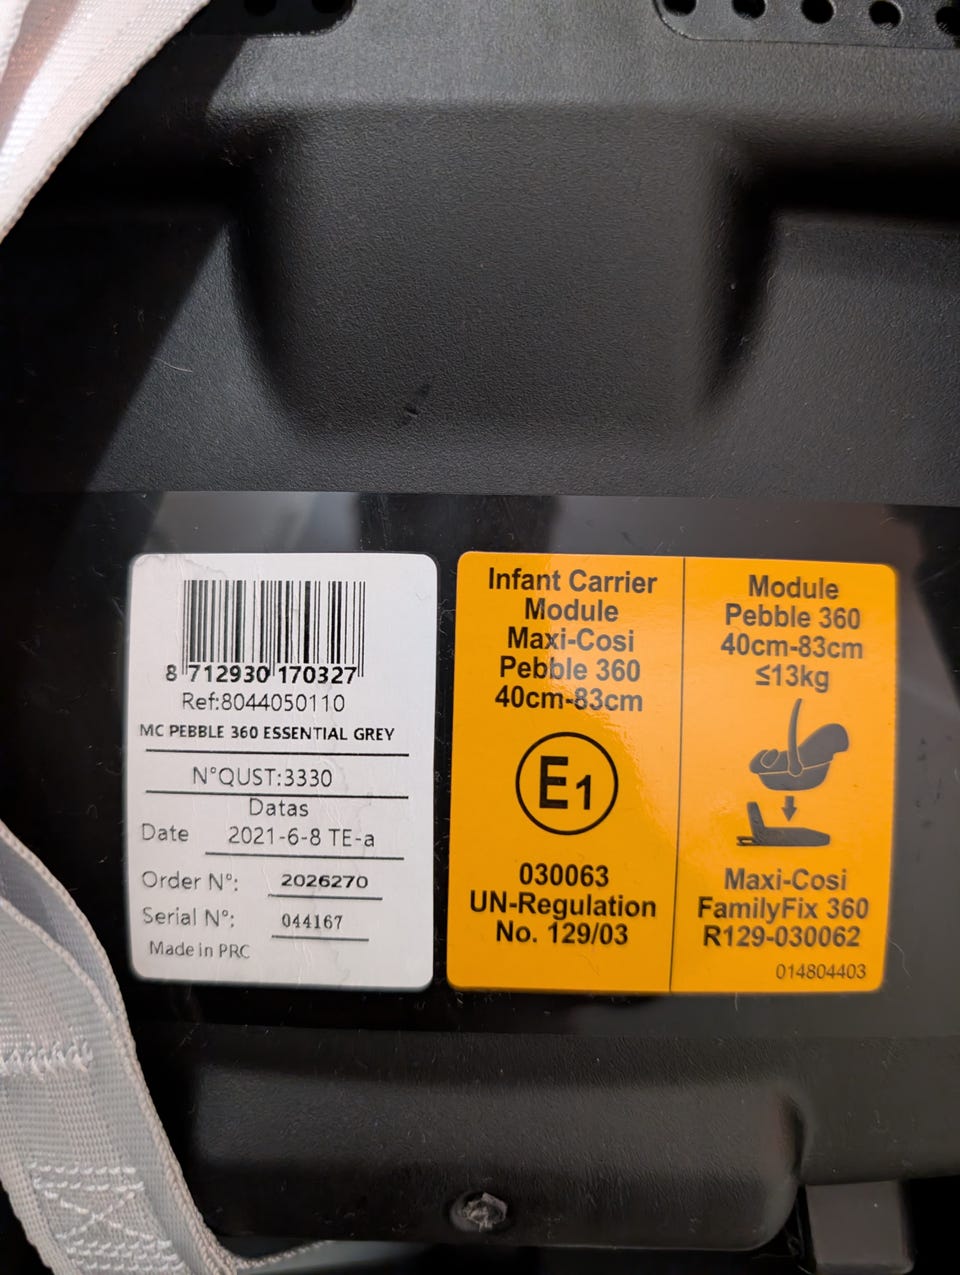 8 712930 170327
Ref:8044050110
MC PEBBLE 360 ESSENTIAL GREY
N°QUST:3330
Datas
Date 2021-6-8 TE-a
Order N°: 2026270
Serial N°: 044167
Made in PRC
Infant Carrier
Module
Maxi-Cosi
Pebble 360
40cm-83cm
E1
030063
UN-Regulation
No. 129/03
Module
Pebble 360
40cm-83cm
≤13kg
Maxi-Cosi
FamilyFix 360
R129-030062
014804403